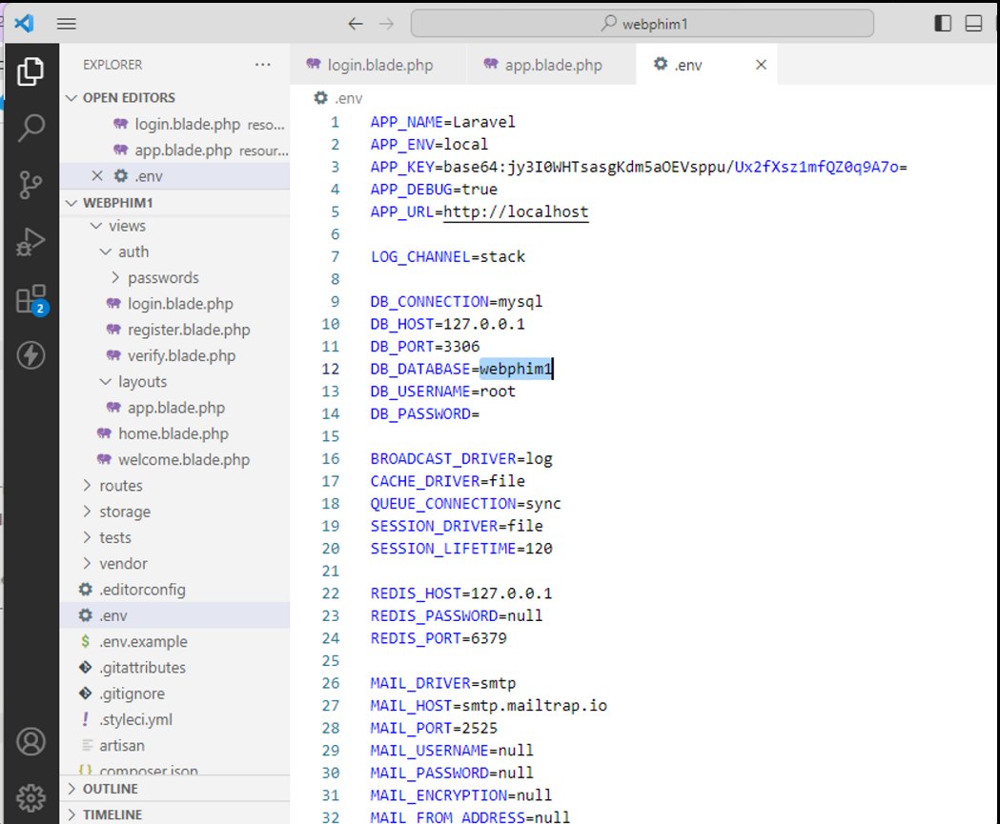 webphim1
EXPLORER ...
OPEN EDITORS
login.blade.php reso...
app.blade.php resour...
.env
WEBPHIM1
views
auth
passwords
login.blade.php
register.blade.php
verify.blade.php
layouts
app.blade.php
home.blade.php
welcome.blade.php
routes
storage
tests
vendor
.editorconfig
.env
$ .env.example
.gitattributes
.gitignore
! .styleci.yml
artisan
{} composer.json
OUTLINE
TIMELINE
2
login.blade.php
app.blade.php
.env
.env
1 APP_NAME=Laravel
2 APP_ENV=local
3 APP_KEY=base64:jy3I0WHTsasgKdm5aOEVsppu/Ux2fXsz1mfQZ0q9A7o=
4 APP_DEBUG=true
5 APP_URL=http://localhost
6
7 LOG_CHANNEL=stack
8
9 DB_CONNECTION=mysql
10 DB_HOST=127.0.0.1
11 DB_PORT=3306
12 DB_DATABASE=webphim1
13 DB_USERNAME=root
14 DB_PASSWORD=
15
16 BROADCAST_DRIVER=log
17 CACHE_DRIVER=file
18 QUEUE_CONNECTION=sync
19 SESSION_DRIVER=file
20 SESSION_LIFETIME=120
21
22 REDIS_HOST=127.0.0.1
23 REDIS_PASSWORD=null
24 REDIS_PORT=6379
25
26 MAIL_DRIVER=smtp
27 MAIL_HOST=smtp.mailtrap.io
28 MAIL_PORT=2525
29 MAIL_USERNAME=null
30 MAIL_PASSWORD=null
31 MAIL_ENCRYPTION=null
32 MAIL_FROM_ADDRESS=null